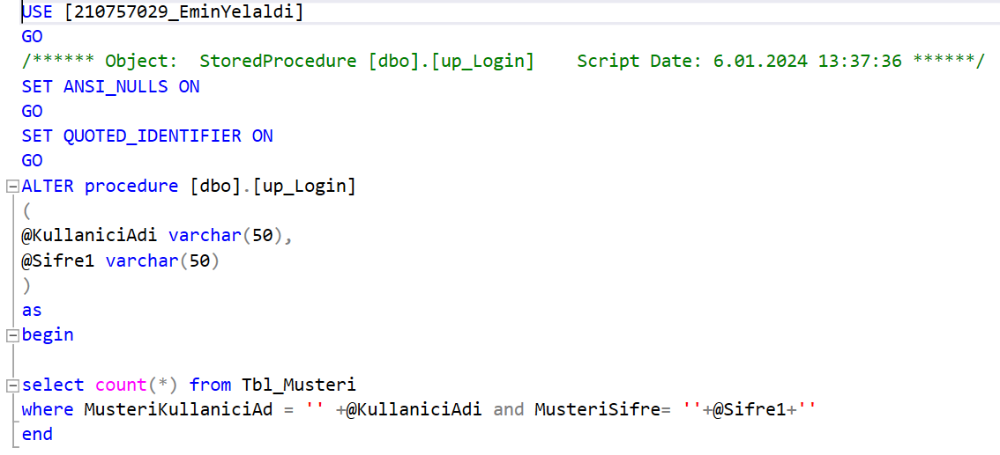 USE [210757029_EminYelaldi]
GO
/****** Object:  StoredProcedure [dbo].[up_Login]    Script Date: 6.01.2024 13:37:36 ******/
SET ANSI_NULLS ON
GO
SET QUOTED_IDENTIFIER ON
GO
ALTER procedure [dbo].[up_Login]
(
@KullaniciAdi varchar(50),
@Sifre1 varchar(50)
)
as
begin
select count(*) from Tbl_Musteri
where MusteriKullaniciAd = '' +@KullaniciAdi and MusteriSifre= ''+@Sifre1+''
end